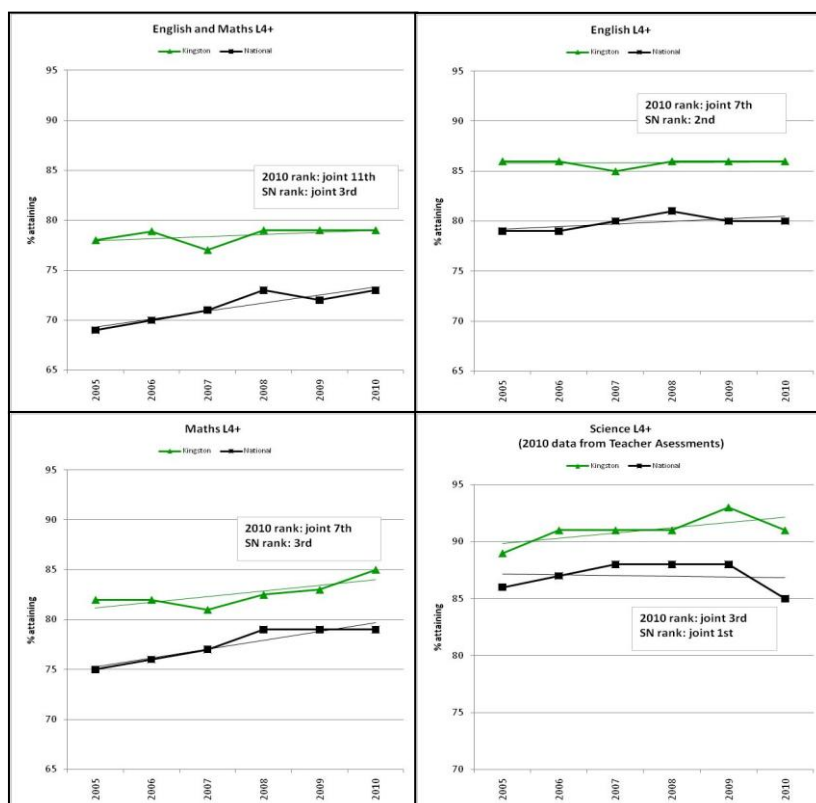 English and Maths L4+
Kingston National
95
90
85
80
75
70
65
% attaining
2010 rank: joint 11th
SN rank: joint 3rd
2005 2006 2007 2008 2009 2010
English L4+
Kingston National
95
90
85
80
75
70
65
% attaining
2010 rank: joint 7th
SN rank: 2nd
2005 2006 2007 2008 2009 2010
Maths L4+
Kingston National
95
90
85
80
75
70
65
% attaining
2010 rank: joint 7th
SN rank: 3rd
2005 2006 2007 2008 2009 2010
Science L4+
(2010 data from Teacher Asessments)
Kingston National
95
90
85
80
75
70
% attaining
2010 rank: joint 3rd
SN rank: joint 1st
2005 2006 2007 2008 2009 2010